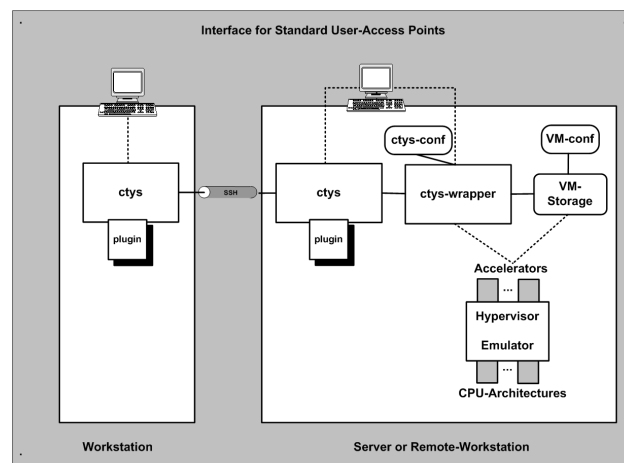 Interface for Standard User-Access Points
ctys
plugin
SSH
ctys
plugin
ctys-conf
ctys-wrapper
VM-conf
VM-
Storage
Accelerators
...
Hypervisor
Emulator
...
CPU-Architectures
Workstation
Server or Remote-Workstation